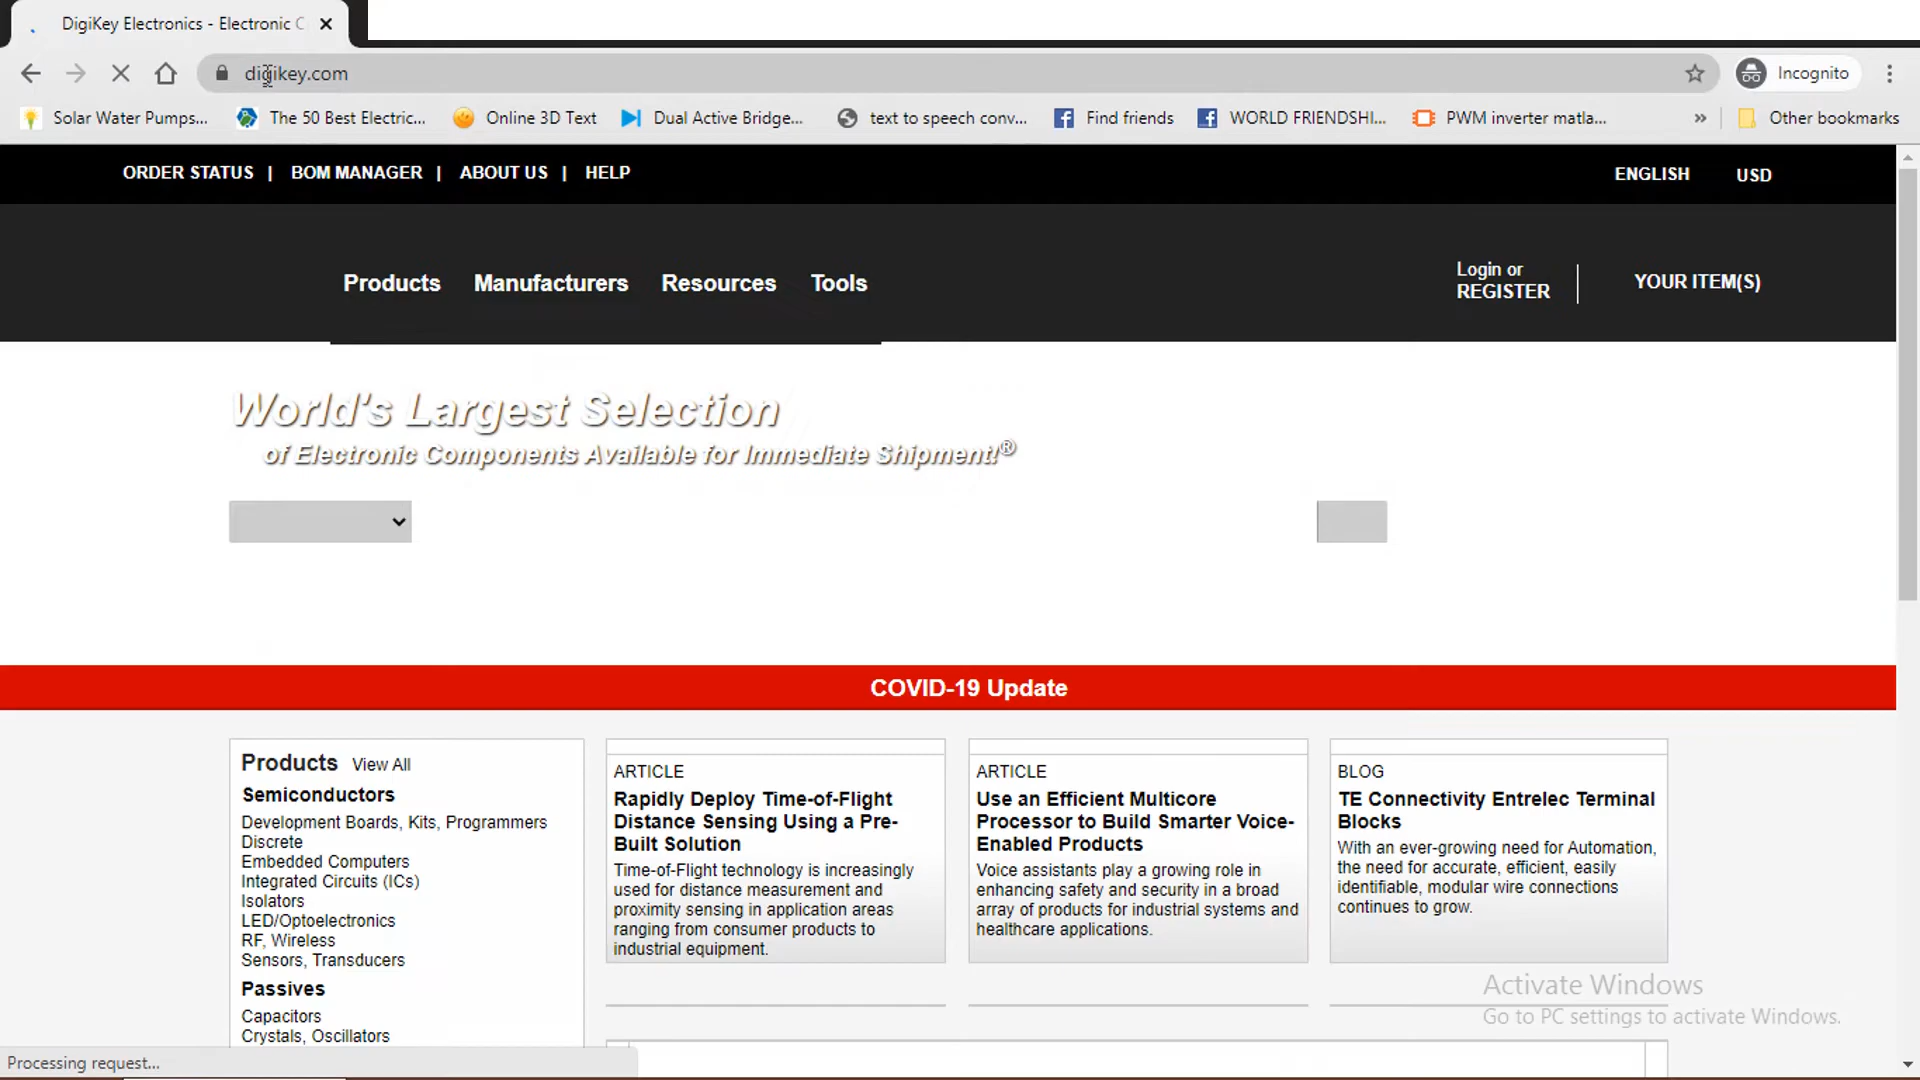 DigiKey Electronics - Electronic C
digikey.com
Incognito
Solar Water Pumps... The 50 Best Electric... Online 3D Text Dual Active Bridge... text to speech conv... Find friends WORLD FRIENDSHI... PWM inverter matla... » Other bookmarks
ORDER STATUS | BOM MANAGER | ABOUT US | HELP
ENGLISH USD
Products Manufacturers Resources Tools
Login or
REGISTER
YOUR ITEM(S)
World's Largest Selection
of Electronic Components Available for Immediate Shipment!®
COVID-19 Update
Products View All
Semiconductors
Development Boards, Kits, Programmers
Discrete
Embedded Computers
Integrated Circuits (ICs)
Isolators
LED/Optoelectronics
RF, Wireless
Sensors, Transducers
Passives
Capacitors
Crystals, Oscillators
ARTICLE
Rapidly Deploy Time-of-Flight
Distance Sensing Using a Pre-
Built Solution
Time-of-Flight technology is increasingly
used for distance measurement and
proximity sensing in application areas
ranging from consumer products to
industrial equipment.
ARTICLE
Use an Efficient Multicore
Processor to Build Smarter Voice-
Enabled Products
Voice assistants play a growing role in
enhancing safety and security in a broad
array of products for industrial systems and
healthcare applications.
BLOG
TE Connectivity Entrelec Terminal
Blocks
With an ever-growing need for Automation,
the need for accurate, efficient, easily
identifiable, modular wire connections
continues to grow.
Activate Windows
Go to PC settings to activate Windows.
Processing request...